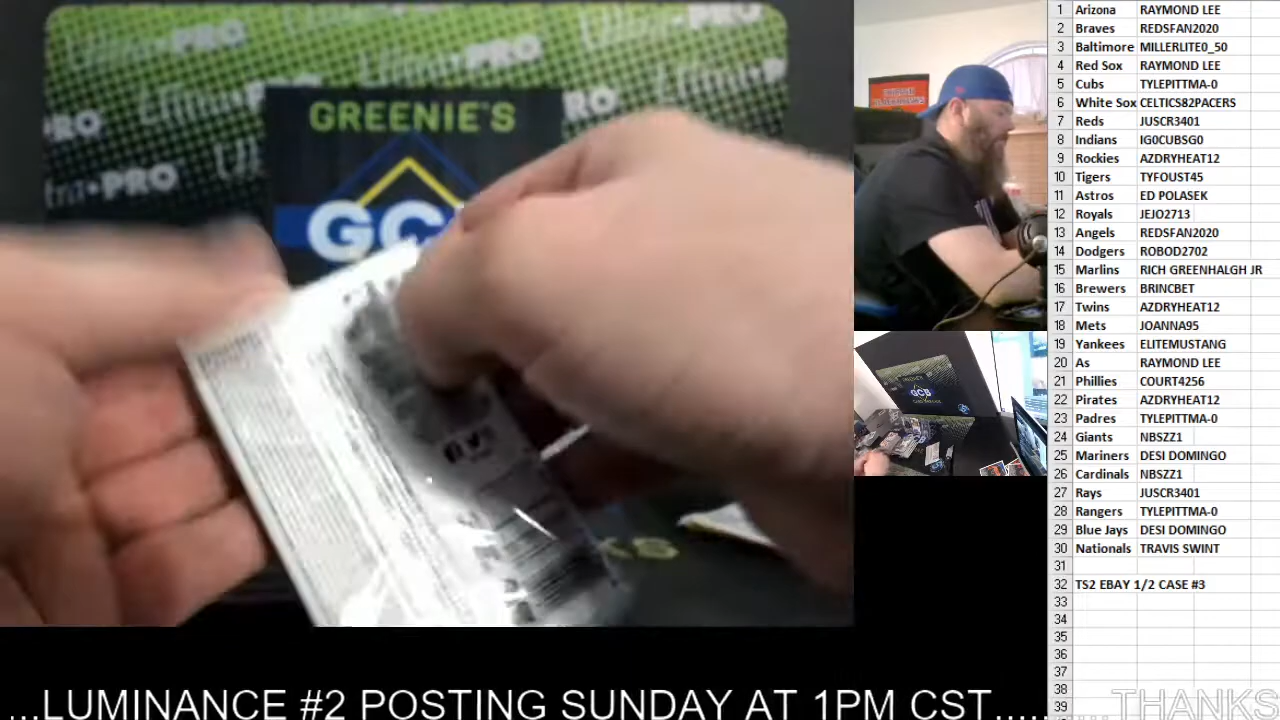 GREENIE'S
GCB
PRO
PRO
RO
PRO
1 Arizona RAYMOND LEE
2 Braves REDSFAN2020
3 Baltimore MILLERLITE0_50
4 Red Sox RAYMOND LEE
5 Cubs TYLEPITTMA-0
6 White Sox CELTICS82PACERS
7 Reds JUSCR3401
8 Indians IG0CUBSG0
9 Rockies AZDRYHEAT12
10 Tigers TYFOUST45
11 Astros ED POLASEK
12 Royals JEJO2713
13 Angels REDSFAN2020
14 Dodgers ROBOD2702
15 Marlins RICH GREENHALGH JR
16 Brewers BRINCBET
17 Twins AZDRYHEAT12
18 Mets JOANNA95
19 Yankees ELITEMUSTANG
20 As RAYMOND LEE
21 Phillies COURT4256
22 Pirates AZDRYHEAT12
23 Padres TYLEPITTMA-0
24 Giants NBSZZ1
25 Mariners DESI DOMINGO
26 Cardinals NBSZZ1
27 Rays JUSCR3401
28 Rangers TYLEPITTMA-0
29 Blue Jays DESI DOMINGO
30 Nationals TRAVIS SWINT
31
32 TS2 EBAY 1/2 CASE #3
33
34
35
36
37
38
39
...LUMINANCE #2 POSTING SUNDAY AT 1PM CST.......... THANKS